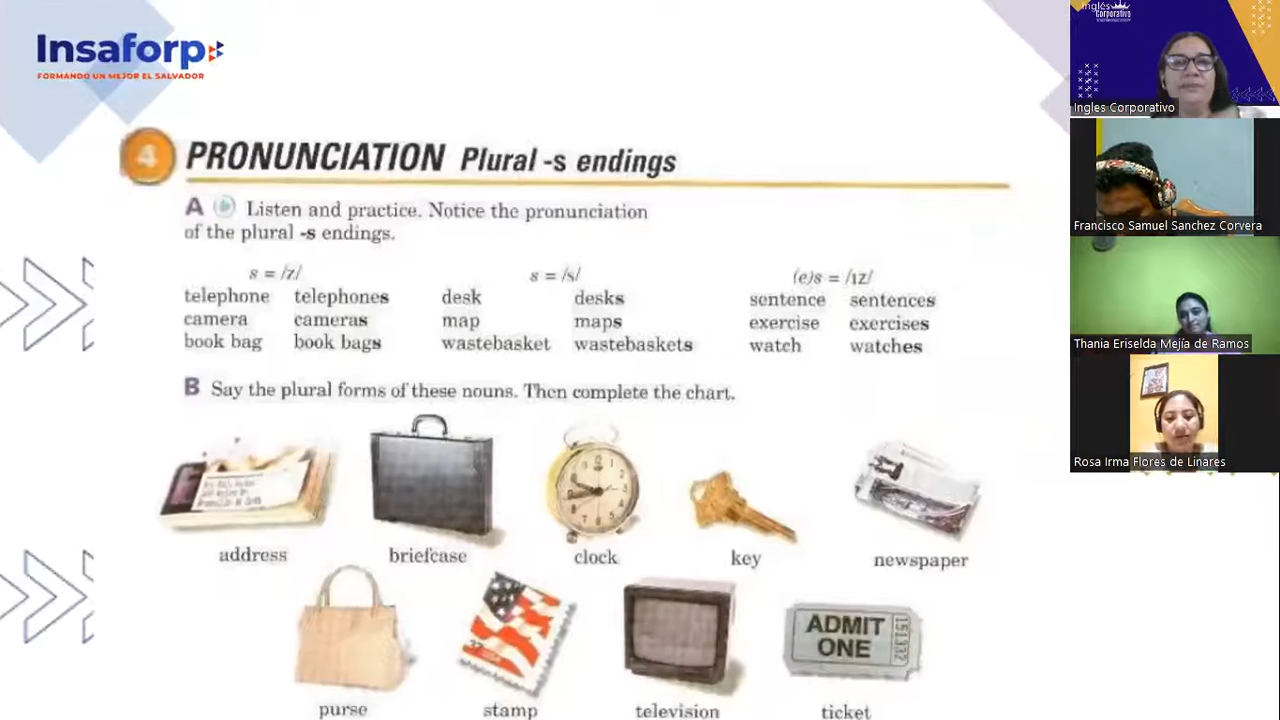 Insaforp
FORMANDO UN MEJOR EL SALVADOR
4 PRONUNCIATION Plural -s endings
A Listen and practice. Notice the pronunciation
of the plural -s endings.
s = /z/ s = /s/ (e)s = /ɪz/
telephone telephones desk desks sentence sentences
camera cameras map maps exercise exercises
book bag book bags wastebasket wastebaskets watch watches
B Say the plural forms of these nouns. Then complete the chart.
address briefcase clock key newspaper
ADMIT
ONE
151332
purse stamp television ticket
Inglés
Corporativo
Ingles Corporativo
Francisco Samuel Sanchez Corvera
Thania Eriselda Mejía de Ramos
Rosa Irma Flores de Linares